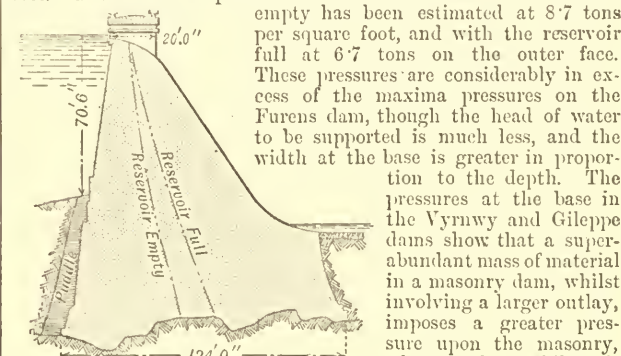 20'.0"
70'.6"
Reservoir Full
Reservoir Empty
Puddle
empty has been estimated at 8·7 tons
per square foot, and with the reservoir
full at 6·7 tons on the outer face.
These pressures are considerably in ex-
cess of the maxima pressures on the
Furens dam, though the head of water
to be supported is much less, and the
width at the base is greater in propor-
tion to the depth. The
pressures at the base in
the Vyrnwy and Gileppe
dams show that a super-
abundant mass of material
in a masonry dam, whilst
involving a larger outlay,
imposes a greater pres-
sure upon the masonry,